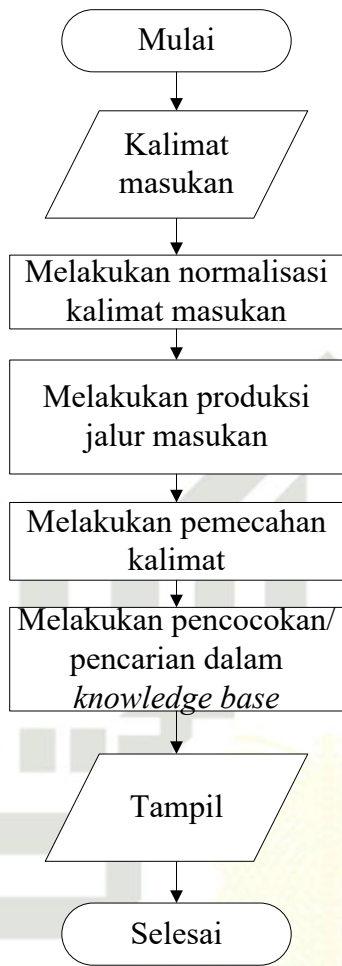 Mulai
Kalimat
masukan
Melakukan normalisasi
kalimat masukan
Melakukan produksi
jalur masukan
Melakukan pemecahan
kalimat
Melakukan pencocokan/
pencarian dalam
knowledge base
Tampil
Selesai